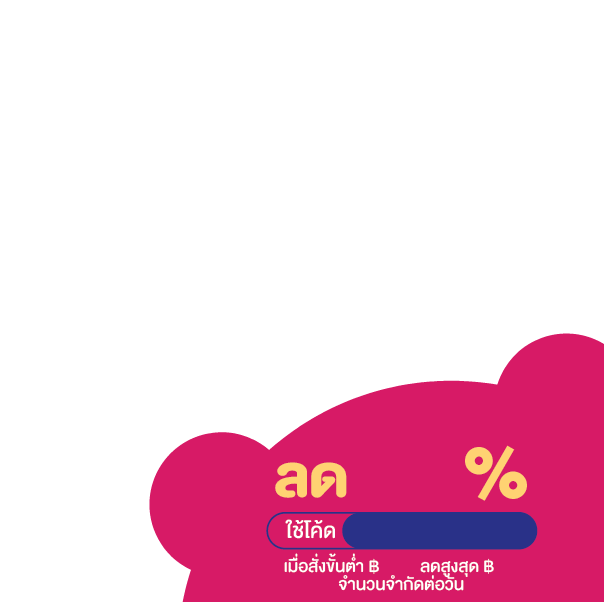 ลด %
ใช้โค้ด
เมื่อสั่งขั้นต่ำ ฿ ลดสูงสุด ฿
จำนวนจำกัดต่อวัน